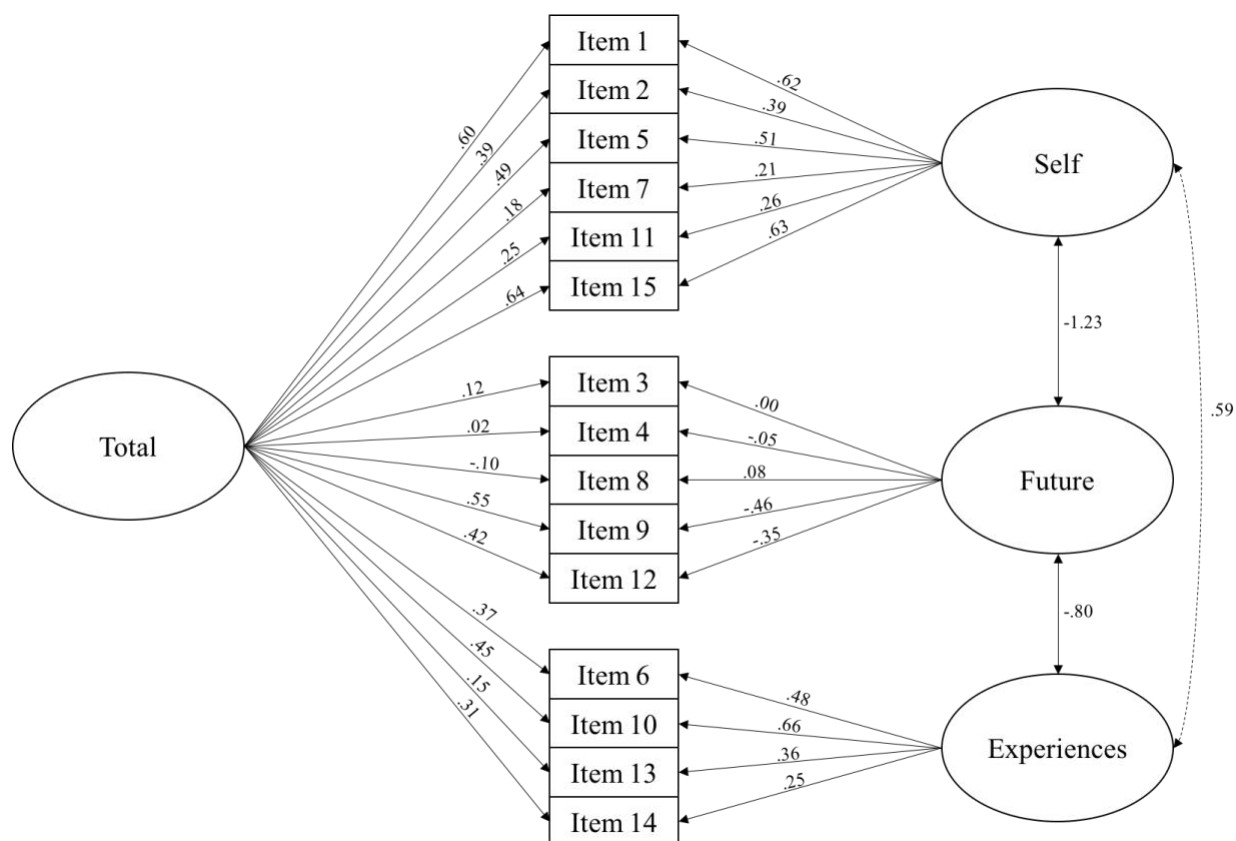 Item 1
Item 2
Item 5
Item 7
Item 11
Item 15
.60
.39
.49
.18
.25
.64
.62
.39
.51
.21
.26
.63
Self
-1.23
Total
Item 3
Item 4
Item 8
Item 9
Item 12
.12
.02
-.10
.55
.42
.00
-.05
.08
-.46
-.35
Future
.59
-.80
Item 6
Item 10
Item 13
Item 14
.37
.45
.15
.31
.48
.66
.36
.25
Experiences